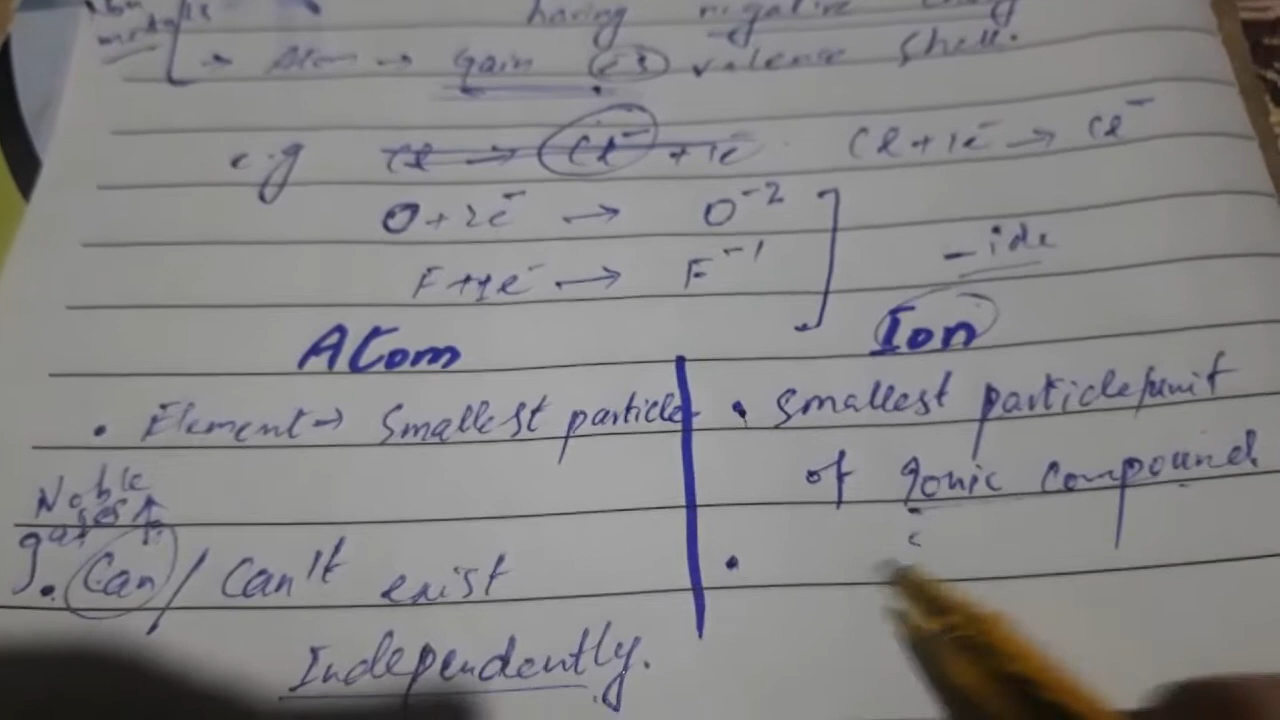 having negative
→ Atom → Gain e⁻s valence shell.
e.g Cl → Cl⁻ + 1e⁻ Cl + 1e⁻ → Cl⁻
O + 2e⁻ → O⁻²
F + 1e⁻ → F⁻¹
- ide
Atom
• Element → Smallest particle
Noble
gases ↑
• Can / Can't exist
Independently.
Ion
• smallest particle/unit
of Ionic compound
•